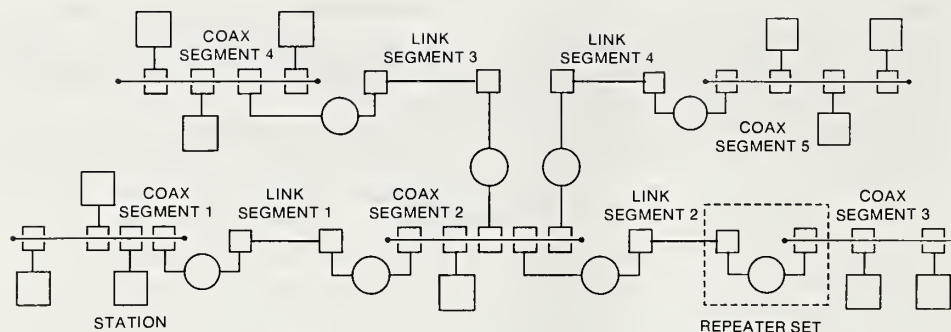 COAX
SEGMENT 4
LINK
SEGMENT 3
LINK
SEGMENT 4
COAX
SEGMENT 5
COAX
SEGMENT 1
LINK
SEGMENT 1
COAX
SEGMENT 2
LINK
SEGMENT 2
COAX
SEGMENT 3
STATION
REPEATER SET